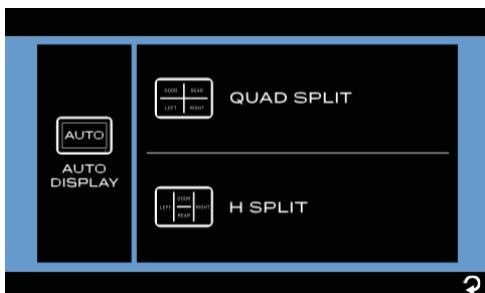 DOOR REAR
LEFT RIGHT
QUAD SPLIT
AUTO
AUTO
DISPLAY
DOOR
LEFT RIGHT
REAR
H SPLIT